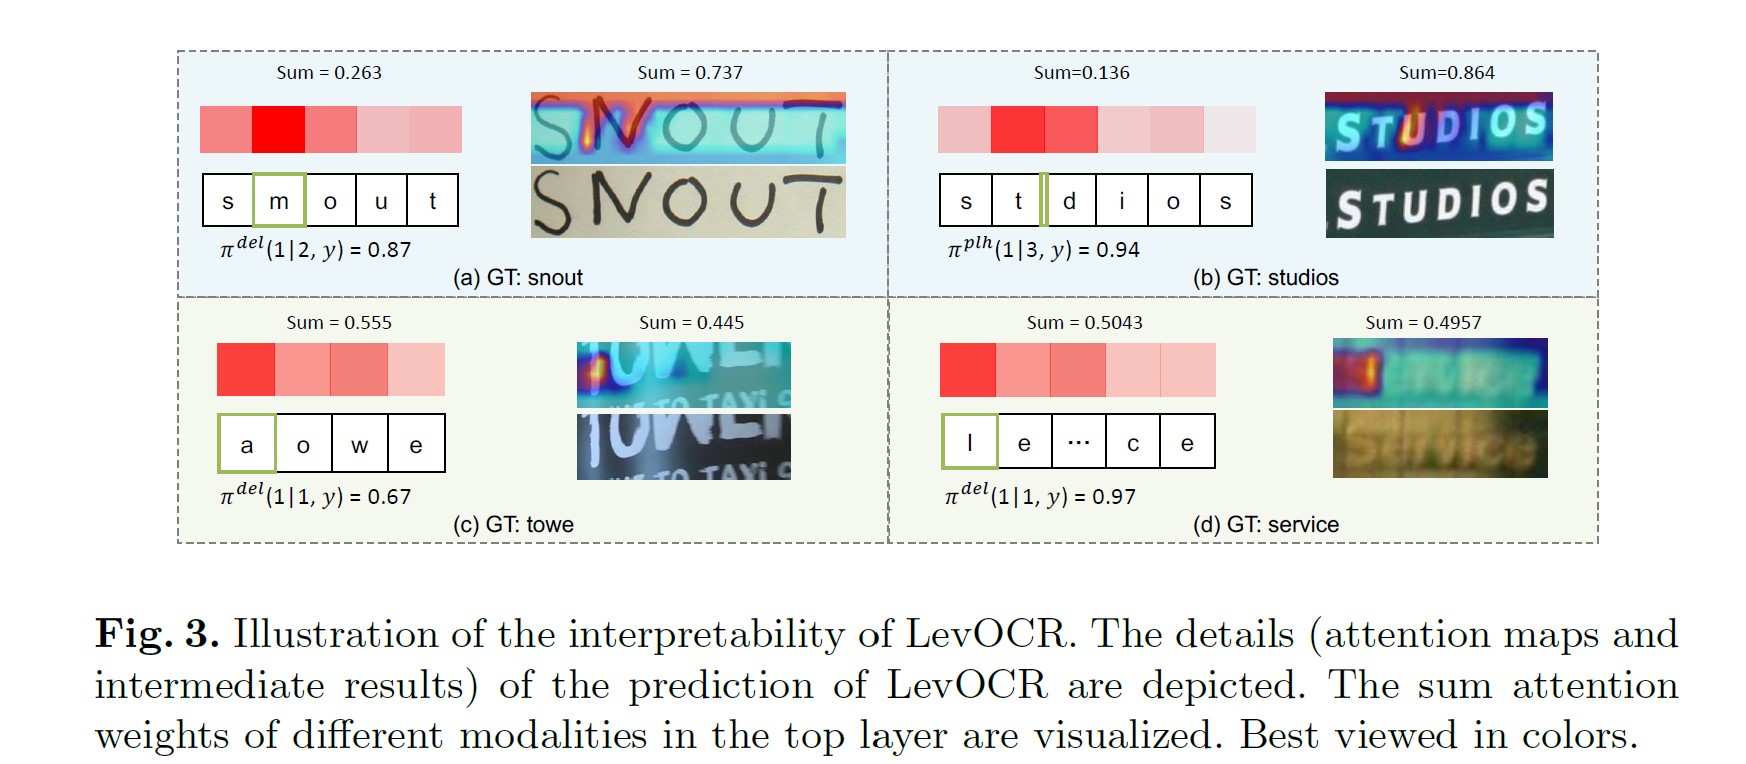 Sum = 0.263
Sum = 0.737
SNOUT
s m o u t
SNOUT
π^del(1|2, y) = 0.87
(a) GT: snout
Sum=0.136
Sum=0.864
STUDIOS
s t d i o s
STUDIOS
π^plh(1|3, y) = 0.94
(b) GT: studios
Sum = 0.555
Sum = 0.445
a o w e
TO TAXI
TO TAXI
π^del(1|1, y) = 0.67
(c) GT: towe
Sum = 0.5043
Sum = 0.4957
l e ··· c e
Service
π^del(1|1, y) = 0.97
(d) GT: service
Fig. 3. Illustration of the interpretability of LevOCR. The details (attention maps and
intermediate results) of the prediction of LevOCR are depicted. The sum attention
weights of different modalities in the top layer are visualized. Best viewed in colors.